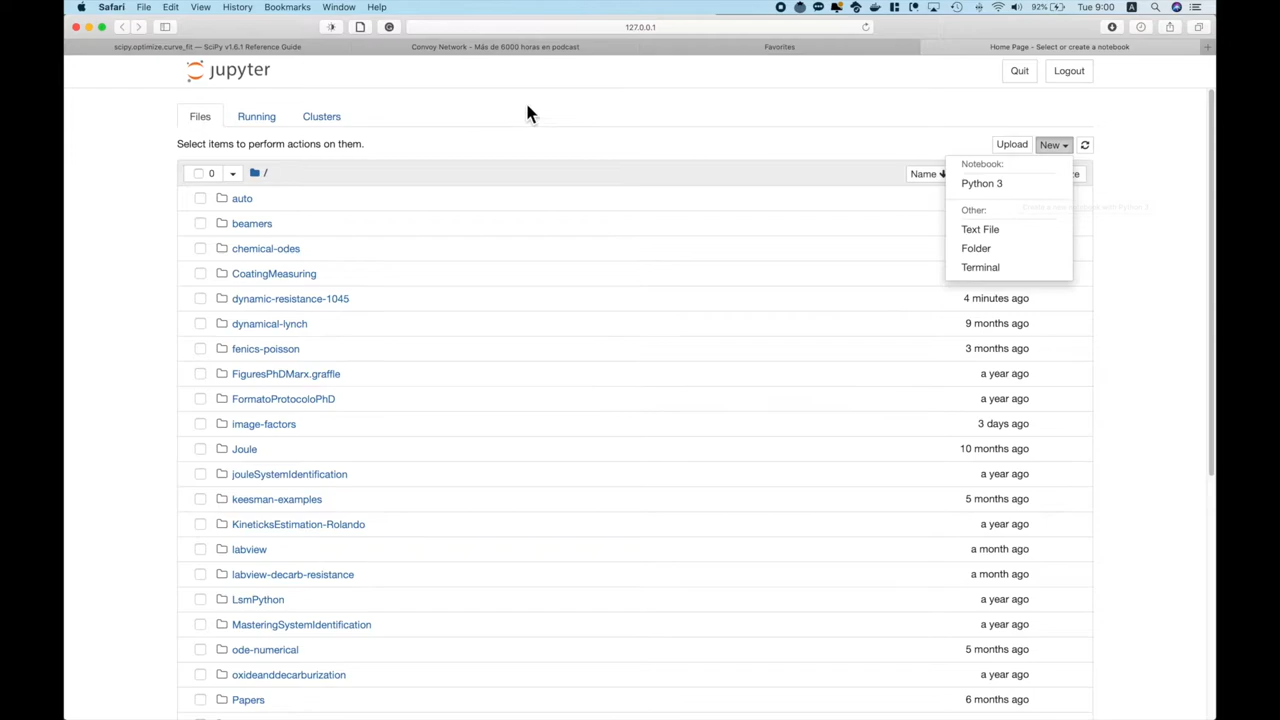 Safari File Edit View History Bookmarks Window Help 92% Tue 9:00 A
127.0.0.1
scipy.optimize.curve_fit — SciPy v1.6.1 Reference Guide
Convoy Network - Más de 6000 horas en podcast
Favorites
Home Page - Select or create a notebook
jupyter
Quit
Logout
Files
Running
Clusters
Select items to perform actions on them.
Upload
New
0
/
Name
ze
Notebook:
Python 3
Create a new notebook with Python 3
Other:
Text File
Folder
Terminal
auto
beamers
chemical-odes
CoatingMeasuring
dynamic-resistance-1045 4 minutes ago
dynamical-lynch 9 months ago
fenics-poisson 3 months ago
FiguresPhDMarx.graffle a year ago
FormatoProtocoloPhD a year ago
image-factors 3 days ago
Joule 10 months ago
jouleSystemIdentification a year ago
keesman-examples 5 months ago
KineticksEstimation-Rolando a year ago
labview a month ago
labview-decarb-resistance a month ago
LsmPython a year ago
MasteringSystemIdentification a year ago
ode-numerical 5 months ago
oxideanddecarburization a year ago
Papers 6 months ago